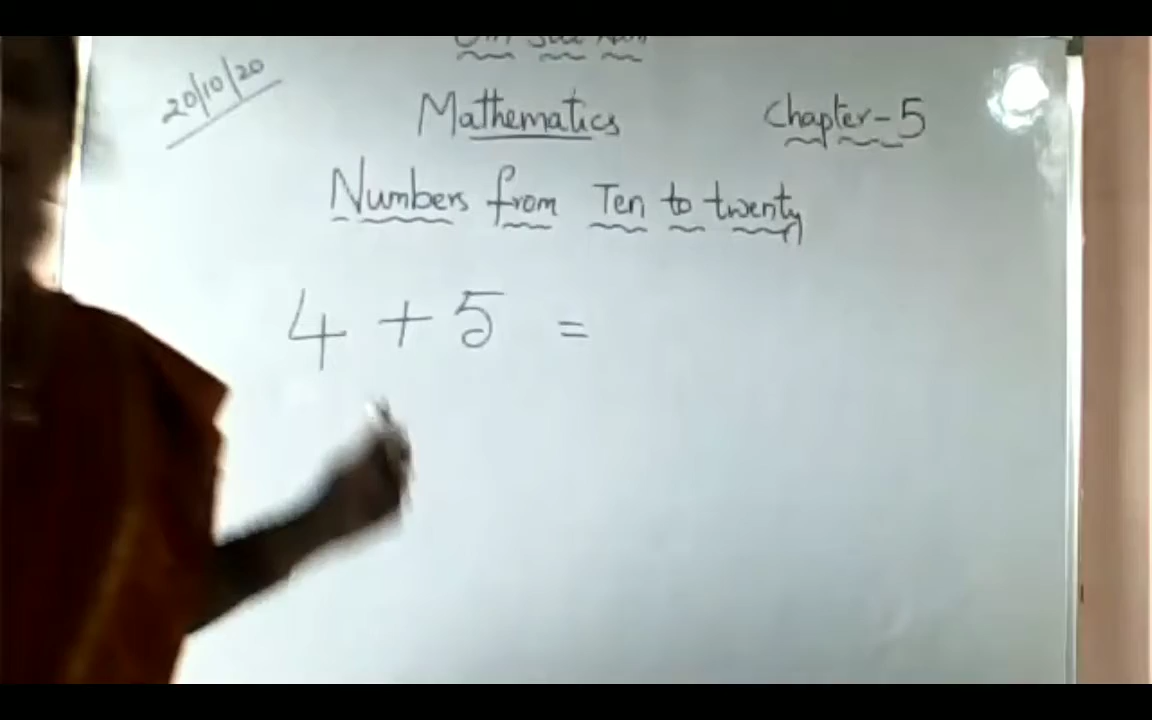 20/10/20
Mathematics
Chapter-5
Numbers from Ten to twenty
4 + 5 =